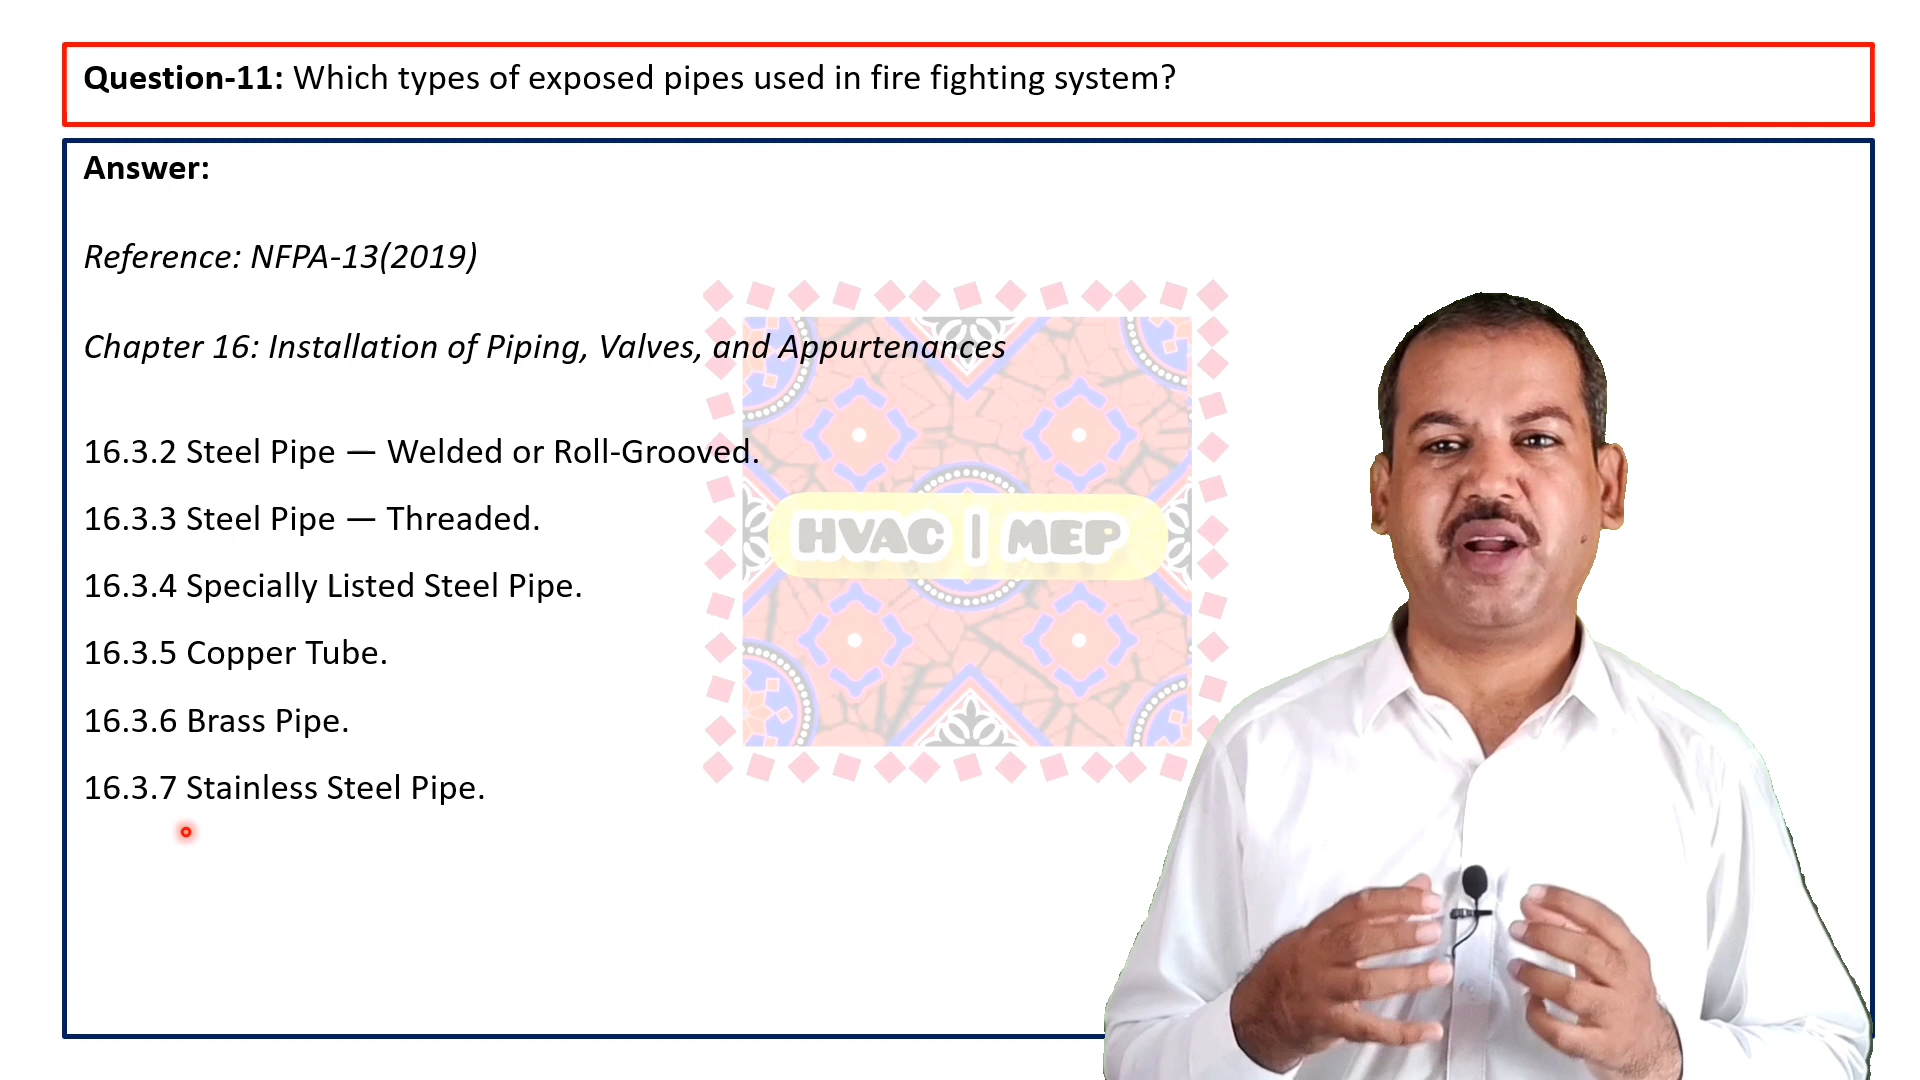 Question-11: Which types of exposed pipes used in fire fighting system?
Answer:
Reference: NFPA-13(2019)
Chapter 16: Installation of Piping, Valves, and Appurtenances
16.3.2 Steel Pipe — Welded or Roll-Grooved.
16.3.3 Steel Pipe — Threaded.
16.3.4 Specially Listed Steel Pipe.
HVAC | MEP
16.3.5 Copper Tube.
16.3.6 Brass Pipe.
16.3.7 Stainless Steel Pipe.